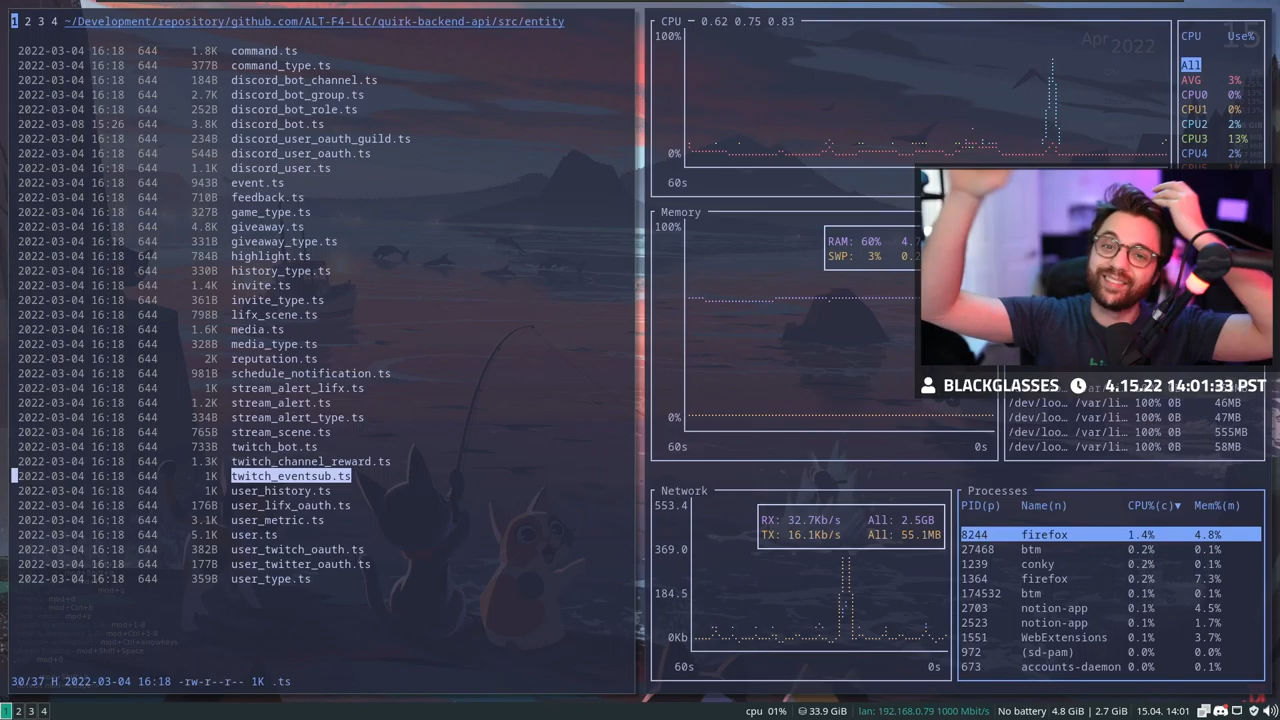 1 2 3 4 ~/Development/repository/github.com/ALT-F4-LLC/quirk-backend-api/src/entity
2022-03-04 16:18 644 1.8K command.ts
2022-03-04 16:18 644 377B command_type.ts
2022-03-04 16:18 644 184B discord_bot_channel.ts
2022-03-04 16:18 644 2.7K discord_bot_group.ts
2022-03-04 16:18 644 252B discord_bot_role.ts
2022-03-08 15:26 644 3.8K discord_bot.ts
2022-03-04 16:18 644 234B discord_user_oauth_guild.ts
2022-03-04 16:18 644 544B discord_user_oauth.ts
2022-03-04 16:18 644 1.1K discord_user.ts
2022-03-04 16:18 644 943B event.ts
2022-03-04 16:18 644 710B feedback.ts
2022-03-04 16:18 644 327B game_type.ts
2022-03-04 16:18 644 4.8K giveaway.ts
2022-03-04 16:18 644 331B giveaway_type.ts
2022-03-04 16:18 644 784B highlight.ts
2022-03-04 16:18 644 330B history_type.ts
2022-03-04 16:18 644 1.4K invite.ts
2022-03-04 16:18 644 361B invite_type.ts
2022-03-04 16:18 644 798B lifx_scene.ts
2022-03-04 16:18 644 1.6K media.ts
2022-03-04 16:18 644 328B media_type.ts
2022-03-04 16:18 644 2K reputation.ts
2022-03-04 16:18 644 981B schedule_notification.ts
2022-03-04 16:18 644 1K stream_alert_lifx.ts
2022-03-04 16:18 644 1.2K stream_alert.ts
2022-03-04 16:18 644 334B stream_alert_type.ts
2022-03-04 16:18 644 765B stream_scene.ts
2022-03-04 16:18 644 733B twitch_bot.ts
2022-03-04 16:18 644 1.3K twitch_channel_reward.ts
2022-03-04 16:18 644 1K twitch_eventsub.ts
2022-03-04 16:18 644 1K user_history.ts
2022-03-04 16:18 644 176B user_lifx_oauth.ts
2022-03-04 16:18 644 3.1K user_metric.ts
2022-03-04 16:18 644 5.1K user.ts
2022-03-04 16:18 644 382B user_twitch_oauth.ts
2022-03-04 16:18 644 177B user_twitter_oauth.ts
2022-03-04 16:18 644 359B user_type.ts
30/37 H 2022-03-04 16:18 -rw-r--r-- 1K .ts
CPU — 0.62 0.75 0.83
100%
0%
60s
Apr 2022
CPU Use%
All
AVG 3%
CPU0 0%
CPU1 0%
CPU2 2%
CPU3 13%
CPU4 2%
Memory
100%
RAM: 60% 4.7
SWP: 3% 0.2
0%
60s 0s
BLACKGLASSES 4.15.22 14:01:33 PST
/dev/loo… /var/li… 100% 0B 46MB
/dev/loo… /var/li… 100% 0B 47MB
/dev/loo… /var/li… 100% 0B 555MB
/dev/loo… /var/li… 100% 0B 58MB
Network
553.4
369.0
184.5
0Kb
RX: 32.7Kb/s All: 2.5GB
TX: 16.1Kb/s All: 55.1MB
60s 0s
Processes
PID(p) Name(n) CPU%(c)▼ Mem%(m)
8244 firefox 1.4% 4.8%
27468 btm 0.2% 0.1%
1239 conky 0.2% 0.1%
1364 firefox 0.2% 7.3%
174532 btm 0.1% 0.1%
2703 notion-app 0.1% 4.5%
2523 notion-app 0.1% 1.7%
1551 WebExtensions 0.1% 3.7%
972 (sd-pam) 0.0% 0.0%
673 accounts-daemon 0.0% 0.1%
1 2 3 4
cpu 01% 33.9 GiB lan: 192.168.0.79 1000 Mbit/s No battery 4.8 GiB | 2.7 GiB 15.04. 14:01